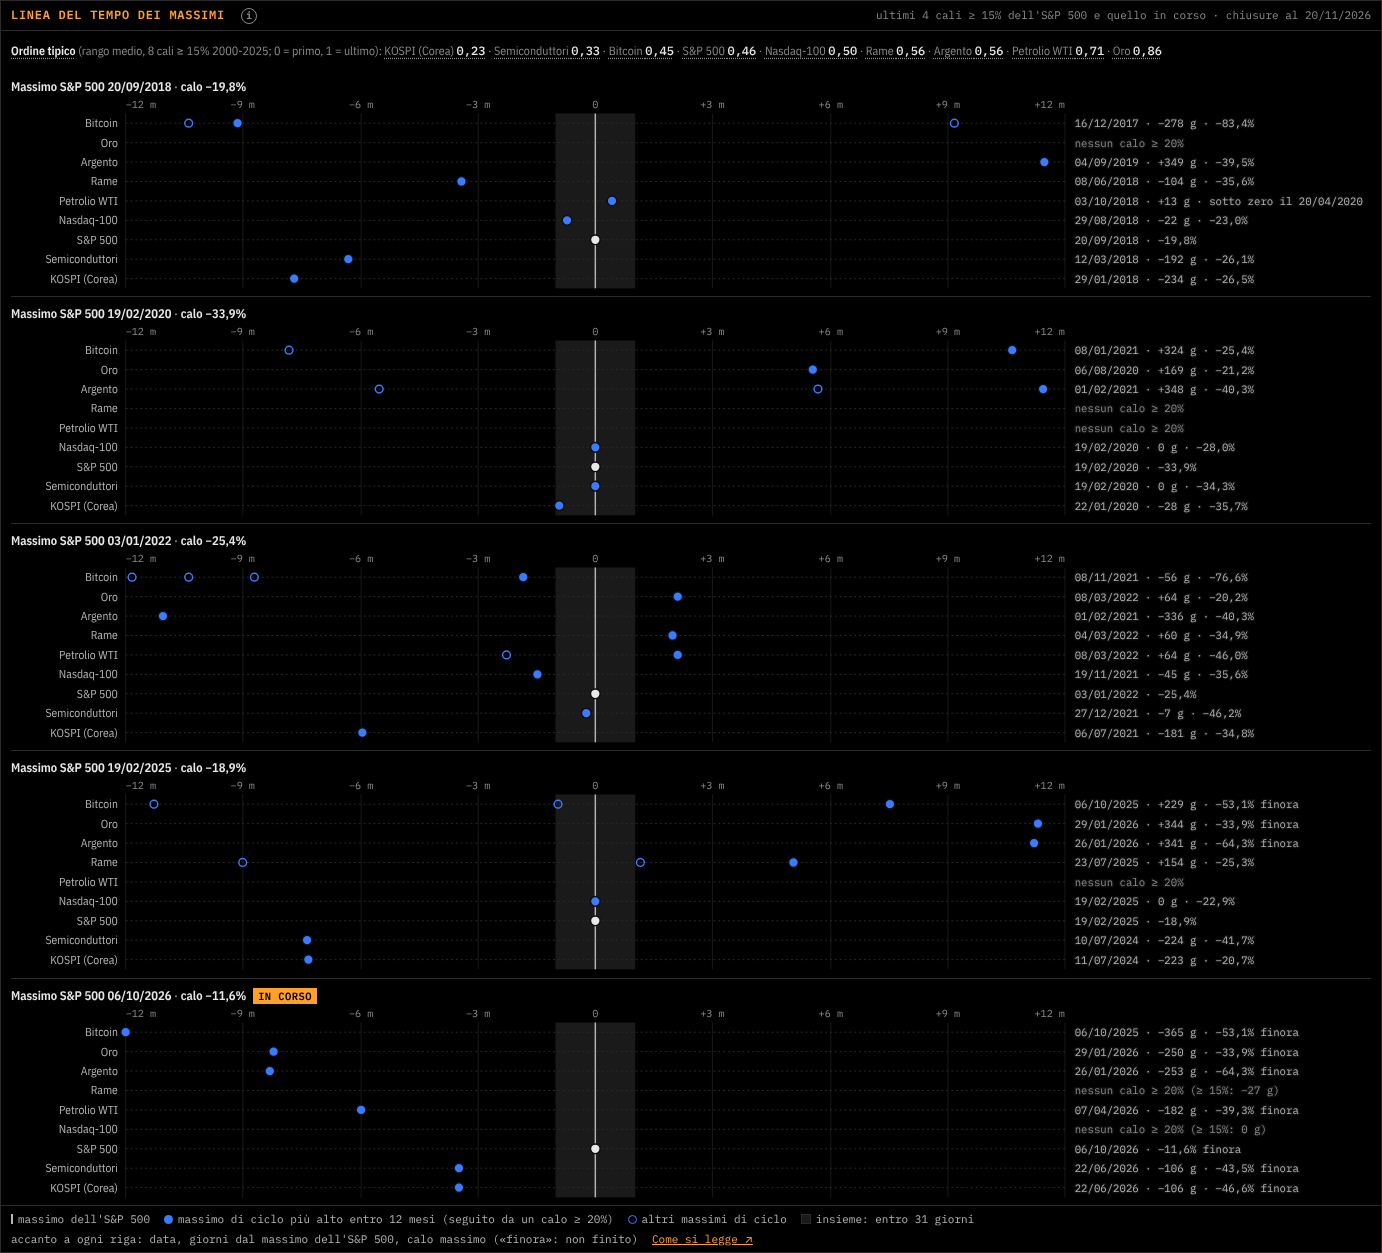 LINEA DEL TEMPO DEI MASSIMI i ultimi 4 cali ≥ 15% dell'S&P 500 e quello in corso · chiusure al 20/11/2026
Ordine tipico (rango medio, 8 cali ≥ 15% 2000-2025; 0 = primo, 1 = ultimo): KOSPI (Corea) 0,23 · Semiconduttori 0,33 · Bitcoin 0,45 · S&P 500 0,46 · Nasdaq-100 0,50 · Rame 0,56 · Argento 0,56 · Petrolio WTI 0,71 · Oro 0,86
Massimo S&P 500 20/09/2018 · calo −19,8%
−12 m −9 m −6 m −3 m 0 +3 m +6 m +9 m +12 m
Bitcoin 16/12/2017 · −278 g · −83,4%
Oro nessun calo ≥ 20%
Argento 04/09/2019 · +349 g · −39,5%
Rame 08/06/2018 · −104 g · −35,6%
Petrolio WTI 03/10/2018 · +13 g · sotto zero il 20/04/2020
Nasdaq-100 29/08/2018 · −22 g · −23,0%
S&P 500 20/09/2018 · −19,8%
Semiconduttori 12/03/2018 · −192 g · −26,1%
KOSPI (Corea) 29/01/2018 · −234 g · −26,5%
Massimo S&P 500 19/02/2020 · calo −33,9%
−12 m −9 m −6 m −3 m 0 +3 m +6 m +9 m +12 m
Bitcoin 08/01/2021 · +324 g · −25,4%
Oro 06/08/2020 · +169 g · −21,2%
Argento 01/02/2021 · +348 g · −40,3%
Rame nessun calo ≥ 20%
Petrolio WTI nessun calo ≥ 20%
Nasdaq-100 19/02/2020 · 0 g · −28,0%
S&P 500 19/02/2020 · −33,9%
Semiconduttori 19/02/2020 · 0 g · −34,3%
KOSPI (Corea) 22/01/2020 · −28 g · −35,7%
Massimo S&P 500 03/01/2022 · calo −25,4%
−12 m −9 m −6 m −3 m 0 +3 m +6 m +9 m +12 m
Bitcoin 08/11/2021 · −56 g · −76,6%
Oro 08/03/2022 · +64 g · −20,2%
Argento 01/02/2021 · −336 g · −40,3%
Rame 04/03/2022 · +60 g · −34,9%
Petrolio WTI 08/03/2022 · +64 g · −46,0%
Nasdaq-100 19/11/2021 · −45 g · −35,6%
S&P 500 03/01/2022 · −25,4%
Semiconduttori 27/12/2021 · −7 g · −46,2%
KOSPI (Corea) 06/07/2021 · −181 g · −34,8%
Massimo S&P 500 19/02/2025 · calo −18,9%
−12 m −9 m −6 m −3 m 0 +3 m +6 m +9 m +12 m
Bitcoin 06/10/2025 · +229 g · −53,1% finora
Oro 29/01/2026 · +344 g · −33,9% finora
Argento 26/01/2026 · +341 g · −64,3% finora
Rame 23/07/2025 · +154 g · −25,3%
Petrolio WTI nessun calo ≥ 20%
Nasdaq-100 19/02/2025 · 0 g · −22,9%
S&P 500 19/02/2025 · −18,9%
Semiconduttori 10/07/2024 · −224 g · −41,7%
KOSPI (Corea) 11/07/2024 · −223 g · −20,7%
Massimo S&P 500 06/10/2026 · calo −11,6% IN CORSO
−12 m −9 m −6 m −3 m 0 +3 m +6 m +9 m +12 m
Bitcoin 06/10/2025 · −365 g · −53,1% finora
Oro 29/01/2026 · −250 g · −33,9% finora
Argento 26/01/2026 · −253 g · −64,3% finora
Rame nessun calo ≥ 20% (≥ 15%: −27 g)
Petrolio WTI 07/04/2026 · −182 g · −39,3% finora
Nasdaq-100 nessun calo ≥ 20% (≥ 15%: 0 g)
S&P 500 06/10/2026 · −11,6% finora
Semiconduttori 22/06/2026 · −106 g · −43,5% finora
KOSPI (Corea) 22/06/2026 · −106 g · −46,6% finora
massimo dell'S&P 500 massimo di ciclo più alto entro 12 mesi (seguito da un calo ≥ 20%) altri massimi di ciclo insieme: entro 31 giorni
accanto a ogni riga: data, giorni dal massimo dell'S&P 500, calo massimo («finora»: non finito) Come si legge ↗